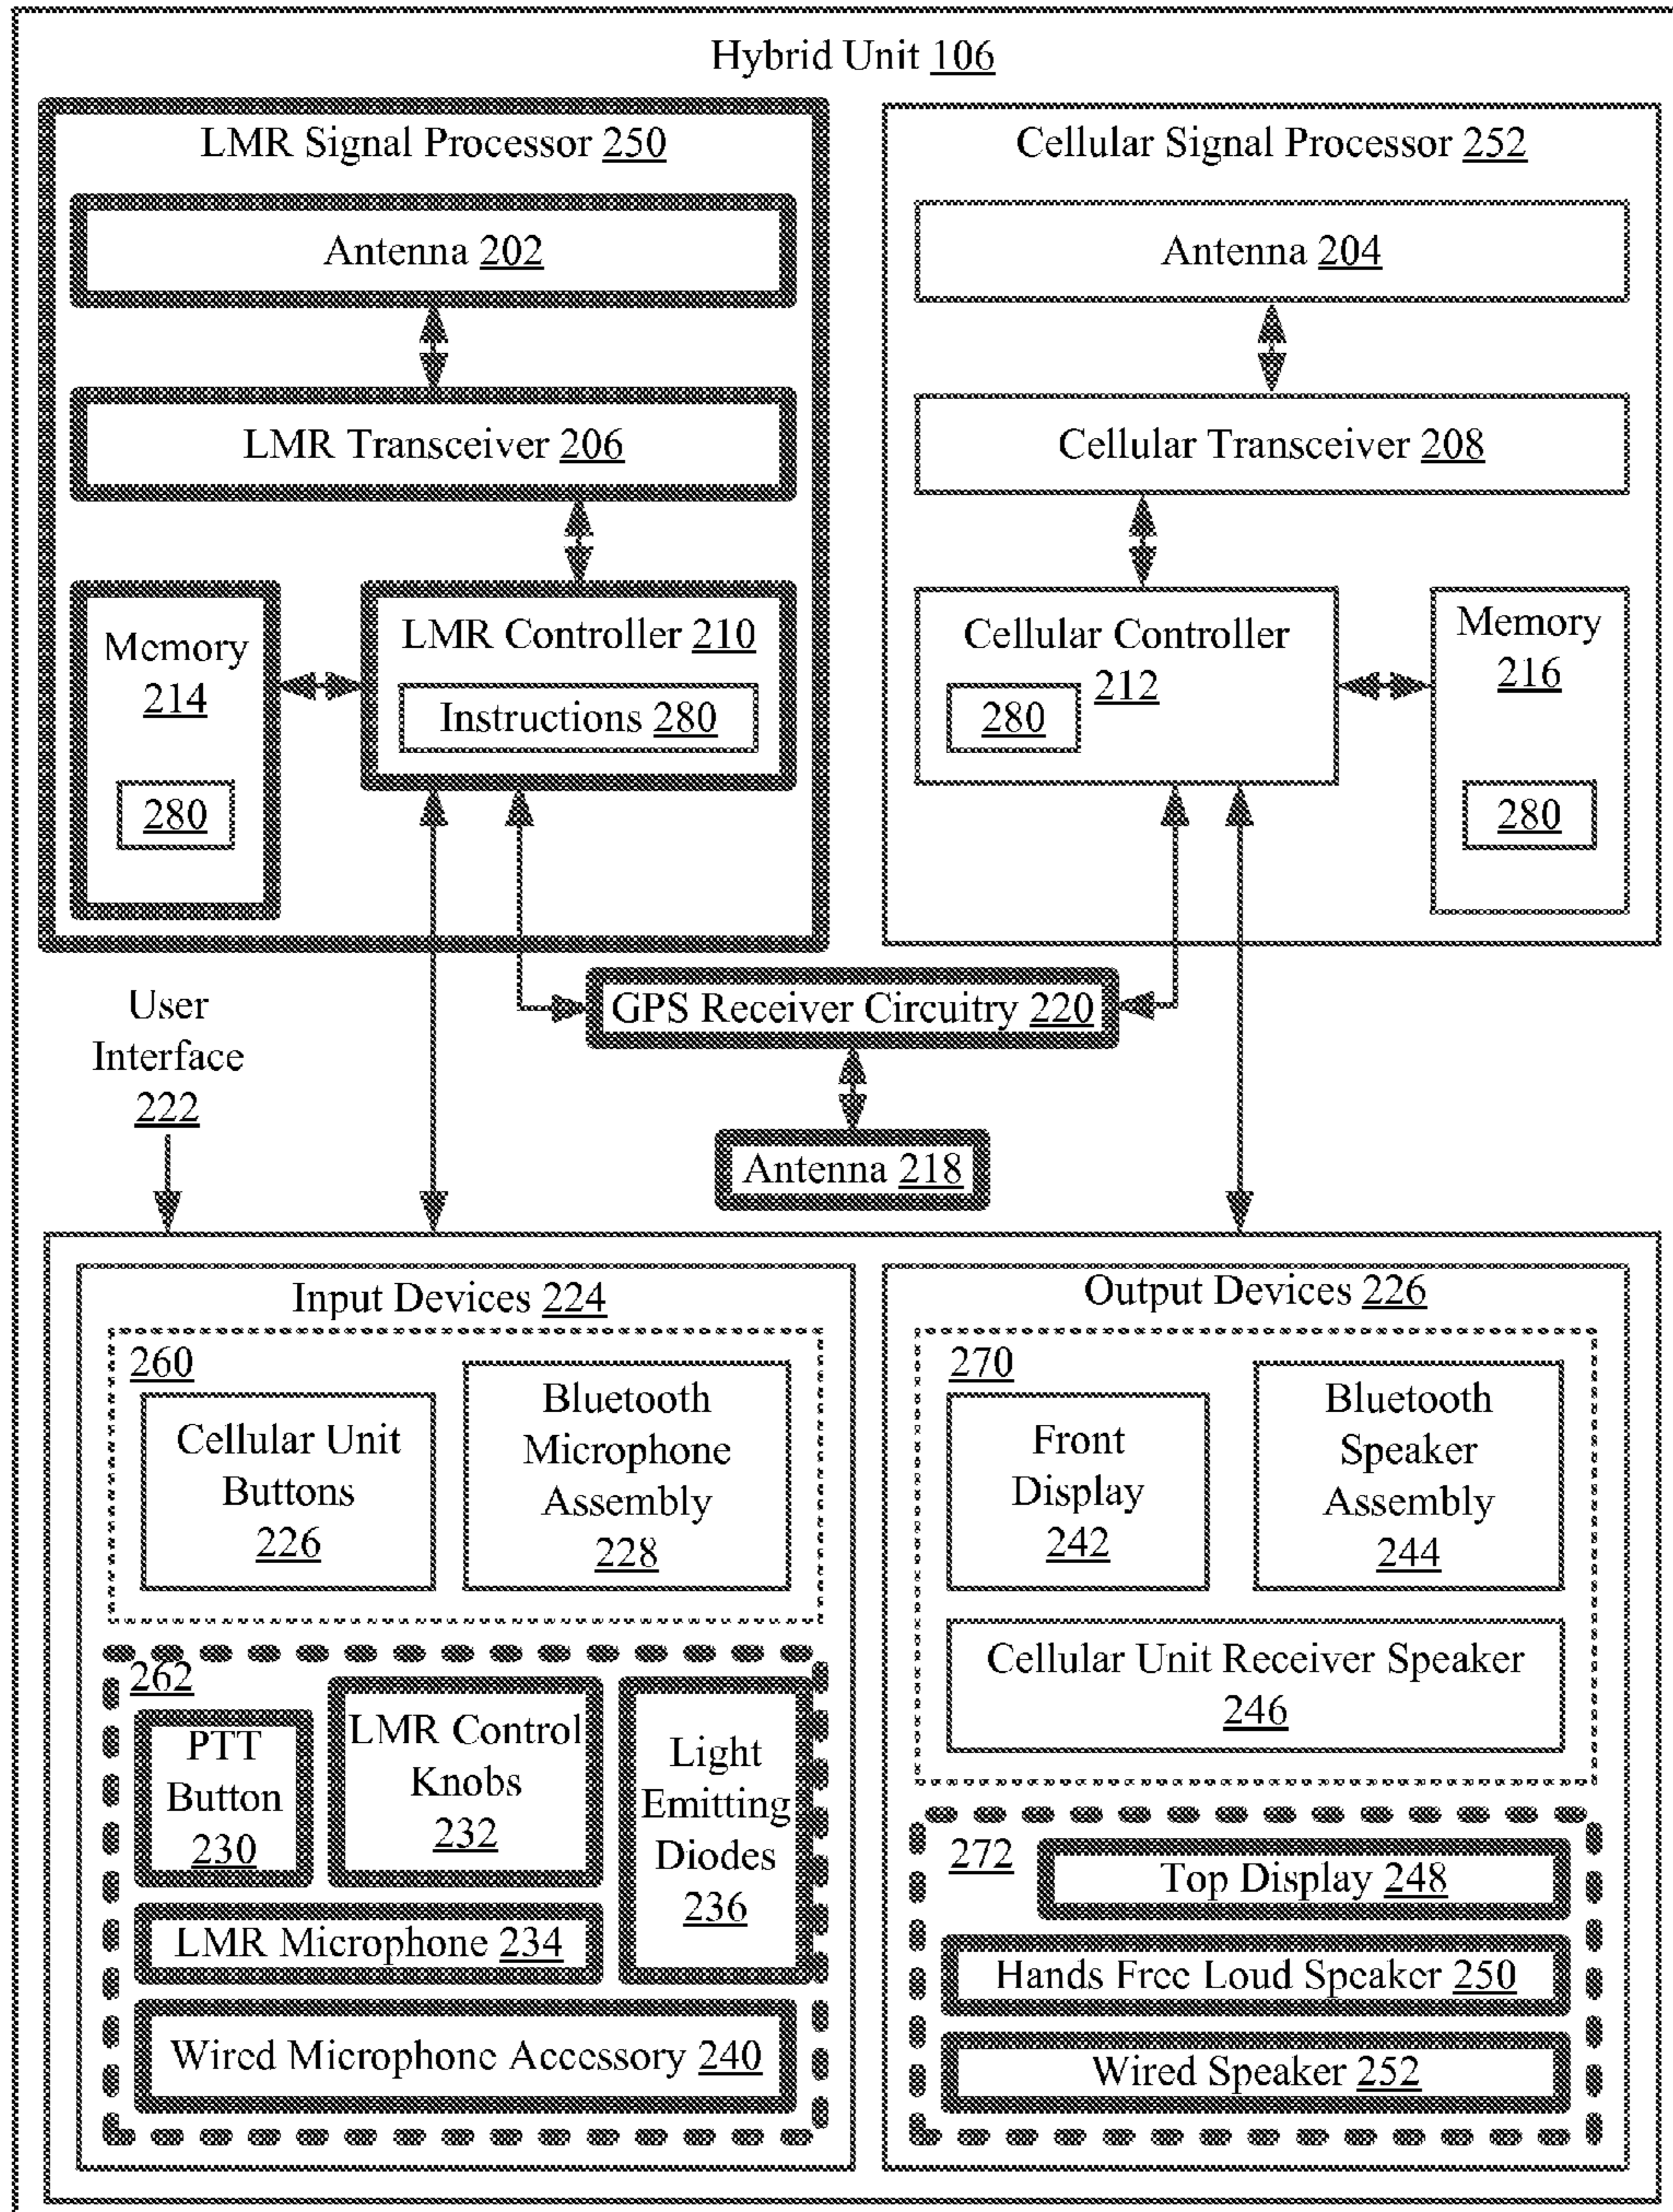 Hybrid Unit 106
LMR Signal Processor 250
Antenna 202
LMR Transceiver 206
Memory
214
280
LMR Controller 210
Instructions 280
Cellular Signal Processor 252
Antenna 204
Cellular Transceiver 208
Cellular Controller
212
280
Memory
216
280
GPS Receiver Circuitry 220
Antenna 218
User
Interface
222
Input Devices 224
260
Cellular Unit
Buttons
226
Bluetooth
Microphone
Assembly
228
262
PTT
Button
230
LMR Control
Knobs
232
Light
Emitting
Diodes
236
LMR Microphone 234
Wired Microphone Accessory 240
Output Devices 226
270
Front
Display
242
Bluetooth
Speaker
Assembly
244
Cellular Unit Receiver Speaker
246
272
Top Display 248
Hands Free Loud Speaker 250
Wired Speaker 252